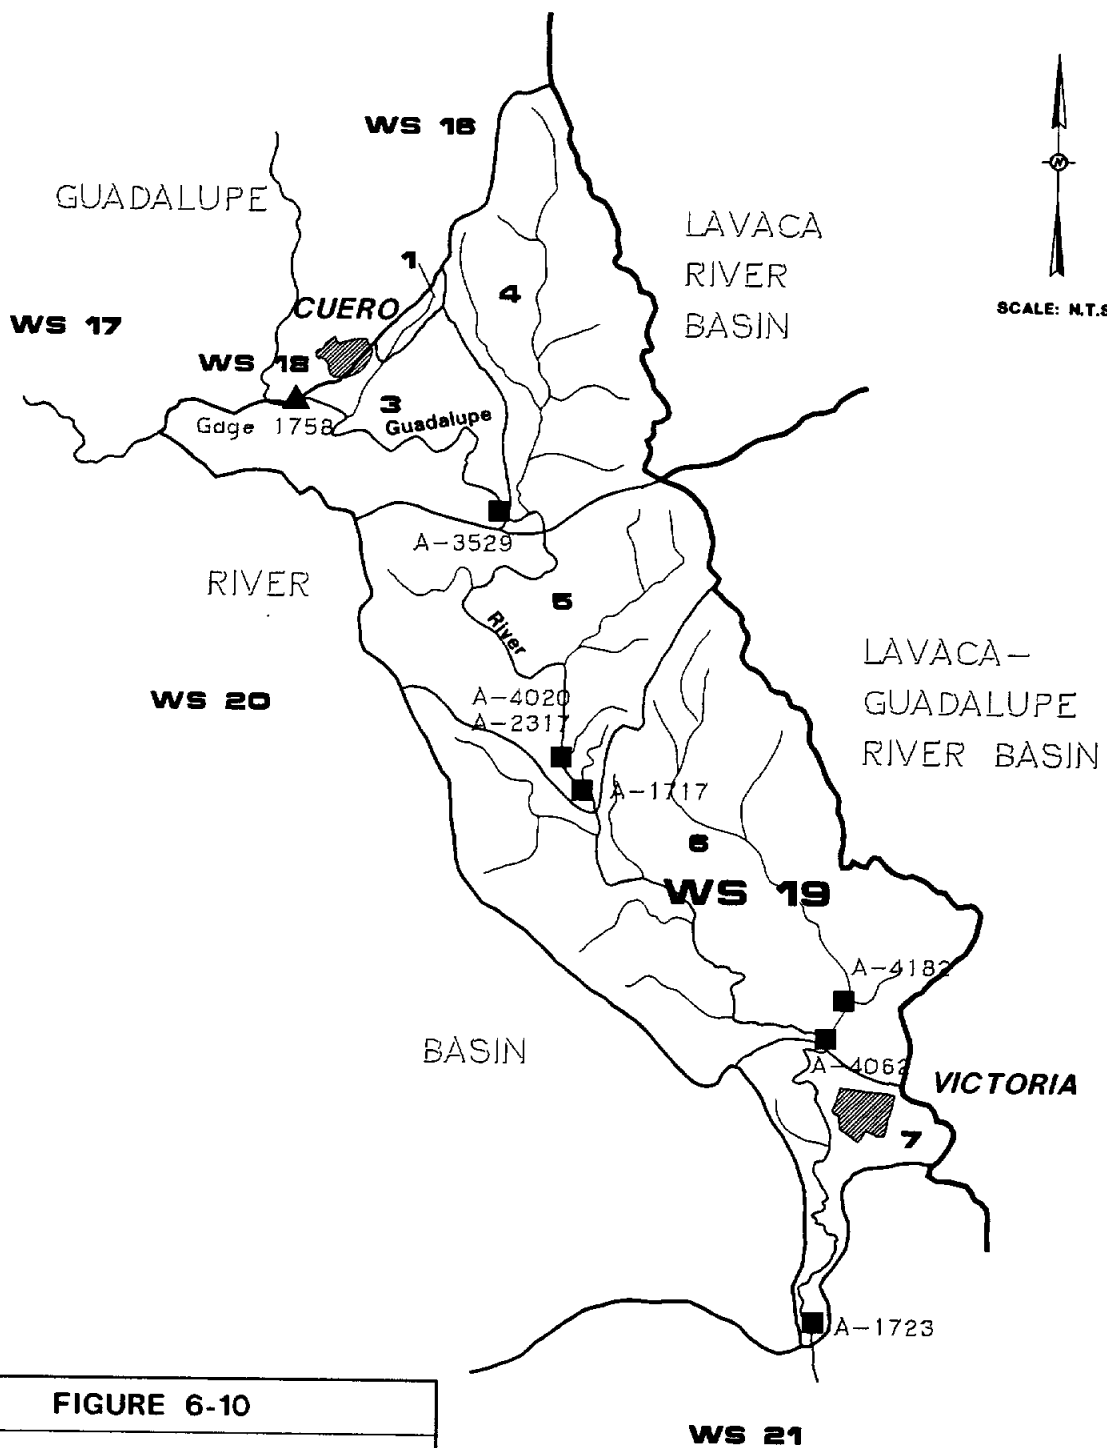 WS 16
GUADALUPE
LAVACA
RIVER
BASIN
N
SCALE: N.T.S
1
4
CUERO
WS 17
WS 18
3
Guadalupe
Gage 1758
A-3529
RIVER
5
River
LAVACA-
GUADALUPE
RIVER BASIN
WS 20
A-4020
A-2317
A-1717
6
WS 19
A-4182
BASIN
A-4062
VICTORIA
7
A-1723
FIGURE 6-10
WS 21